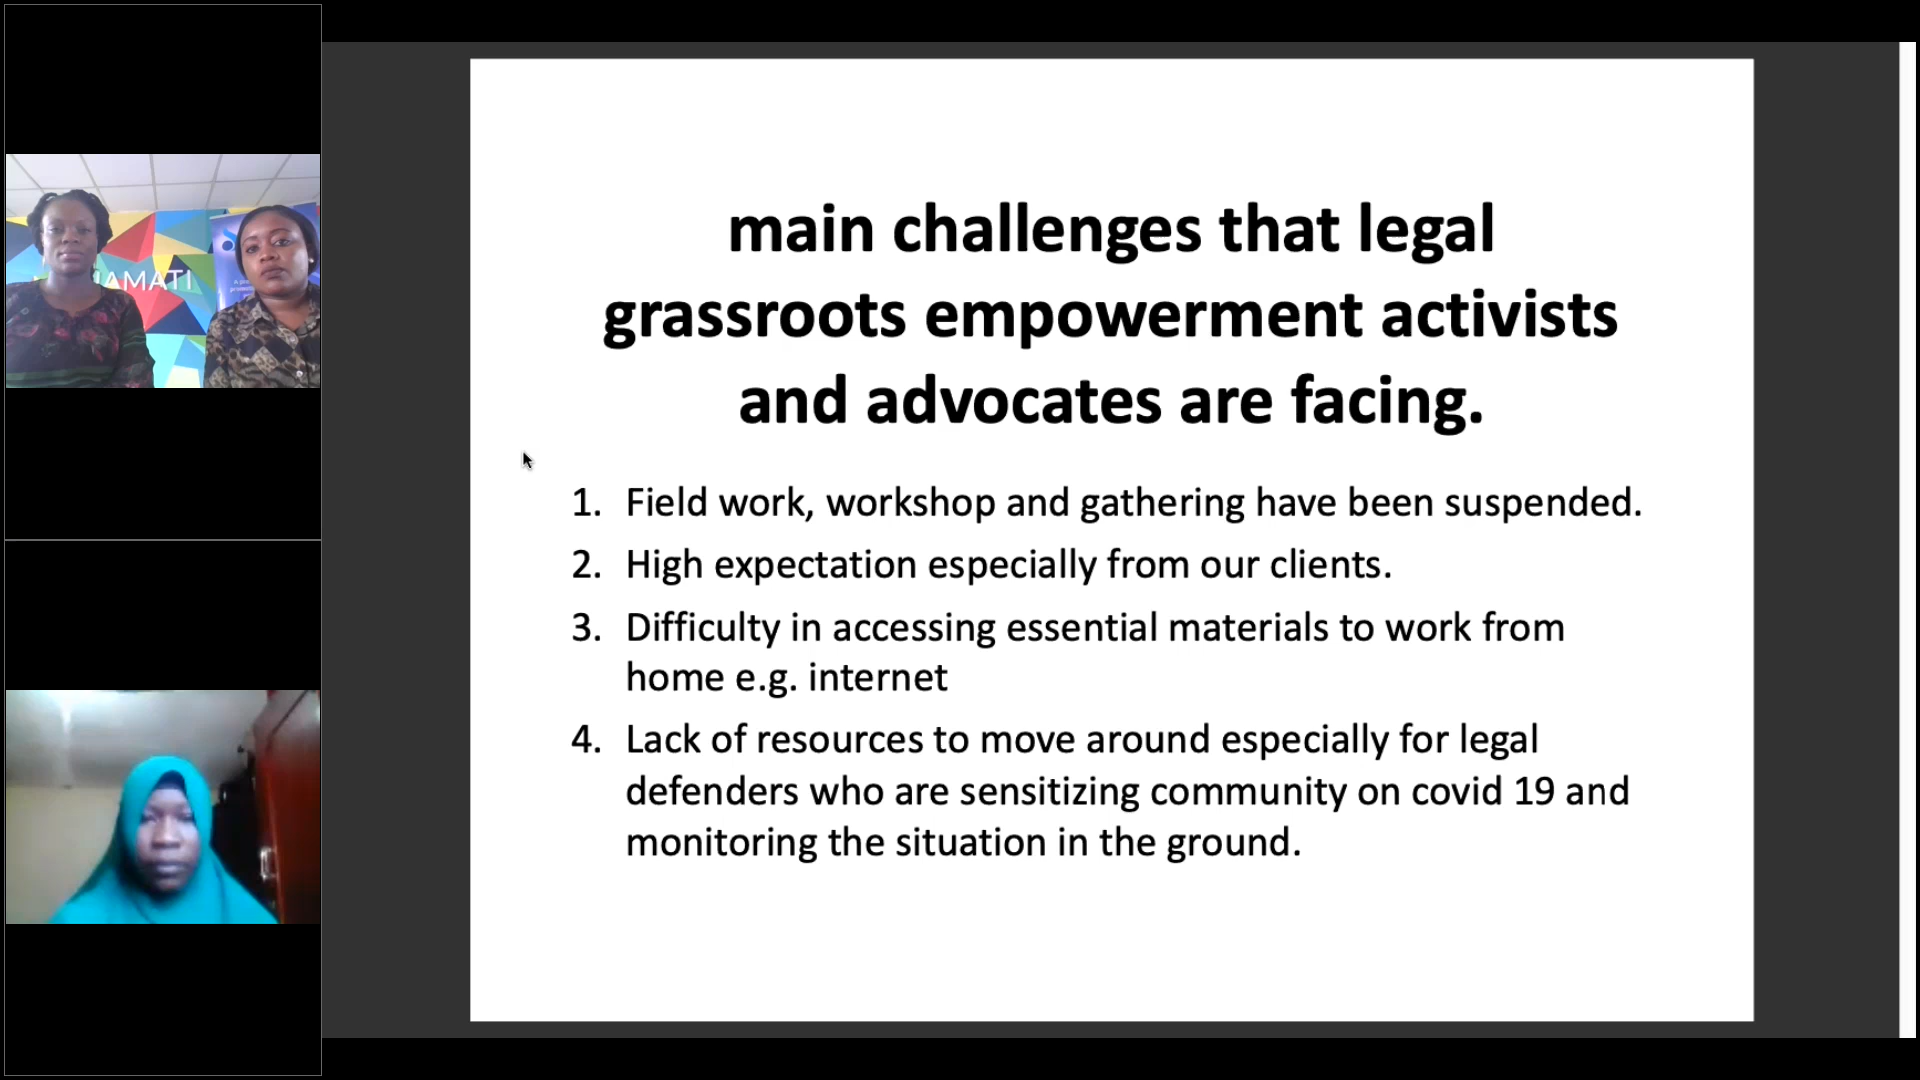 main challenges that legal
grassroots empowerment activists
and advocates are facing.
1. Field work, workshop and gathering have been suspended.
2. High expectation especially from our clients.
3. Difficulty in accessing essential materials to work from
home e.g. internet
4. Lack of resources to move around especially for legal
defenders who are sensitizing community on covid 19 and
monitoring the situation in the ground.
AMATI